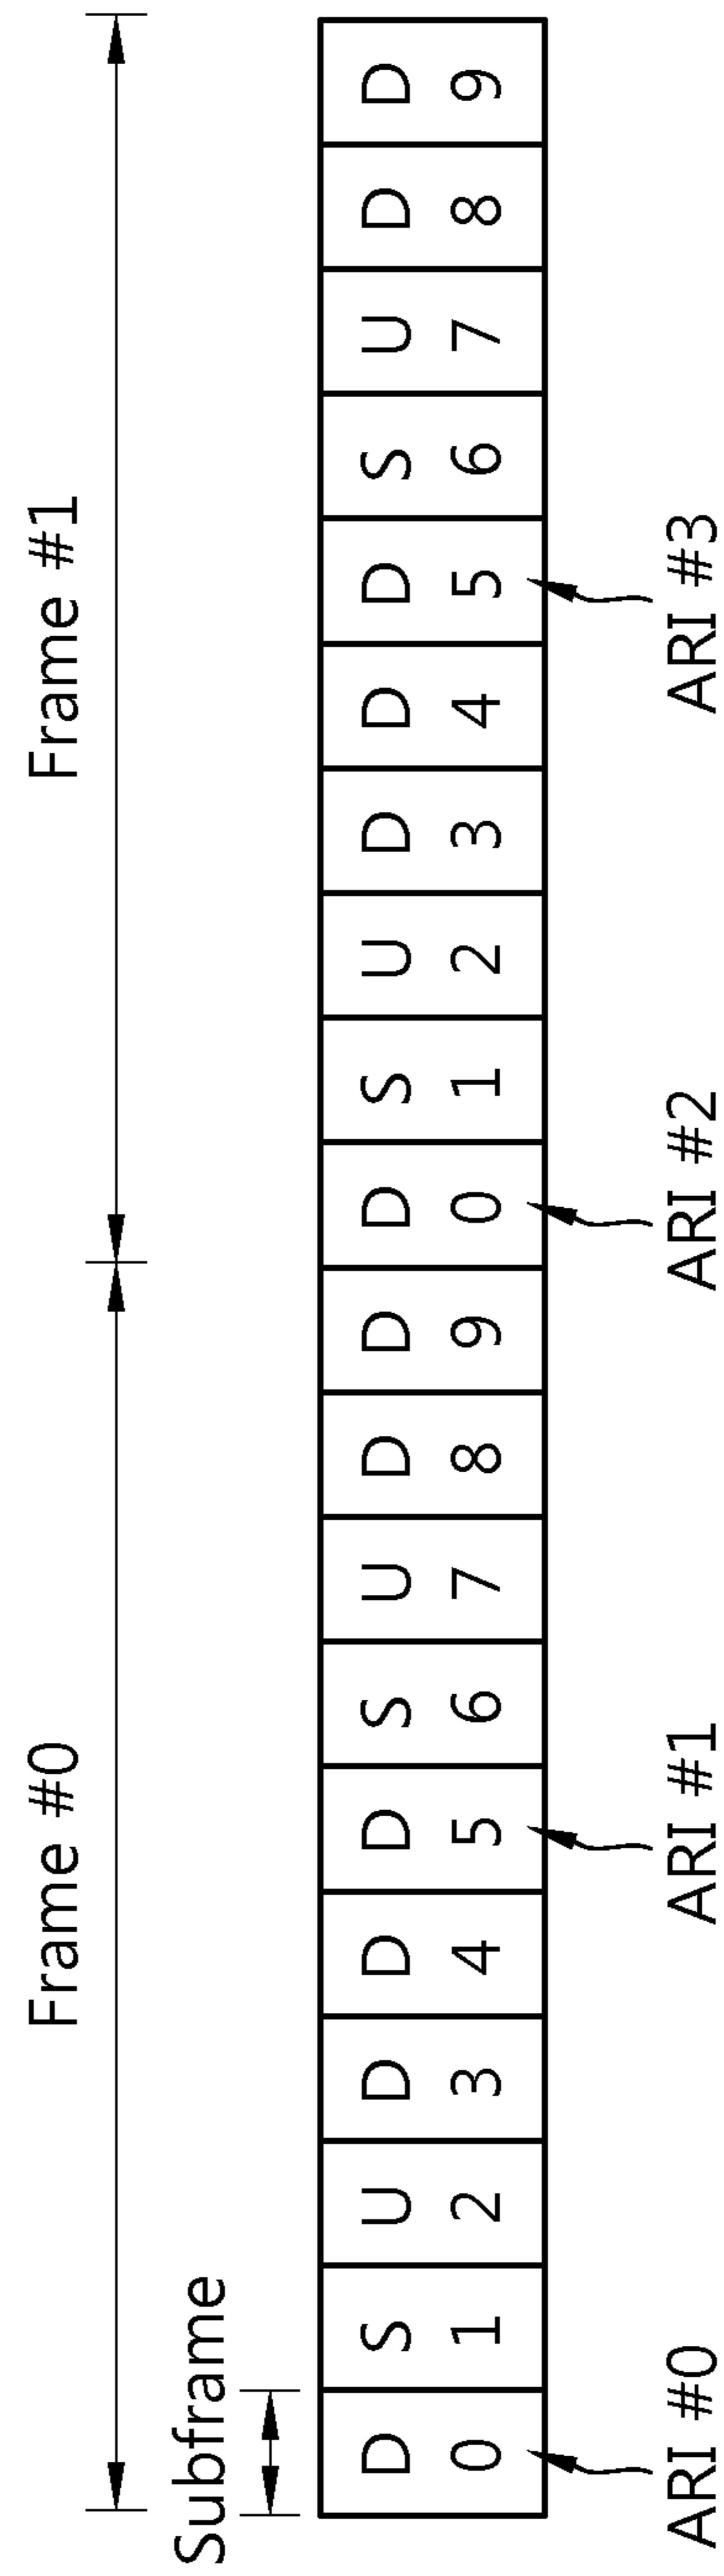 Frame #0 Frame #1
Subframe
D S U D D D S U D D D S U D D D S U D D
0 1 2 3 4 5 6 7 8 9 0 1 2 3 4 5 6 7 8 9
ARI #0 ARI #1 ARI #2 ARI #3